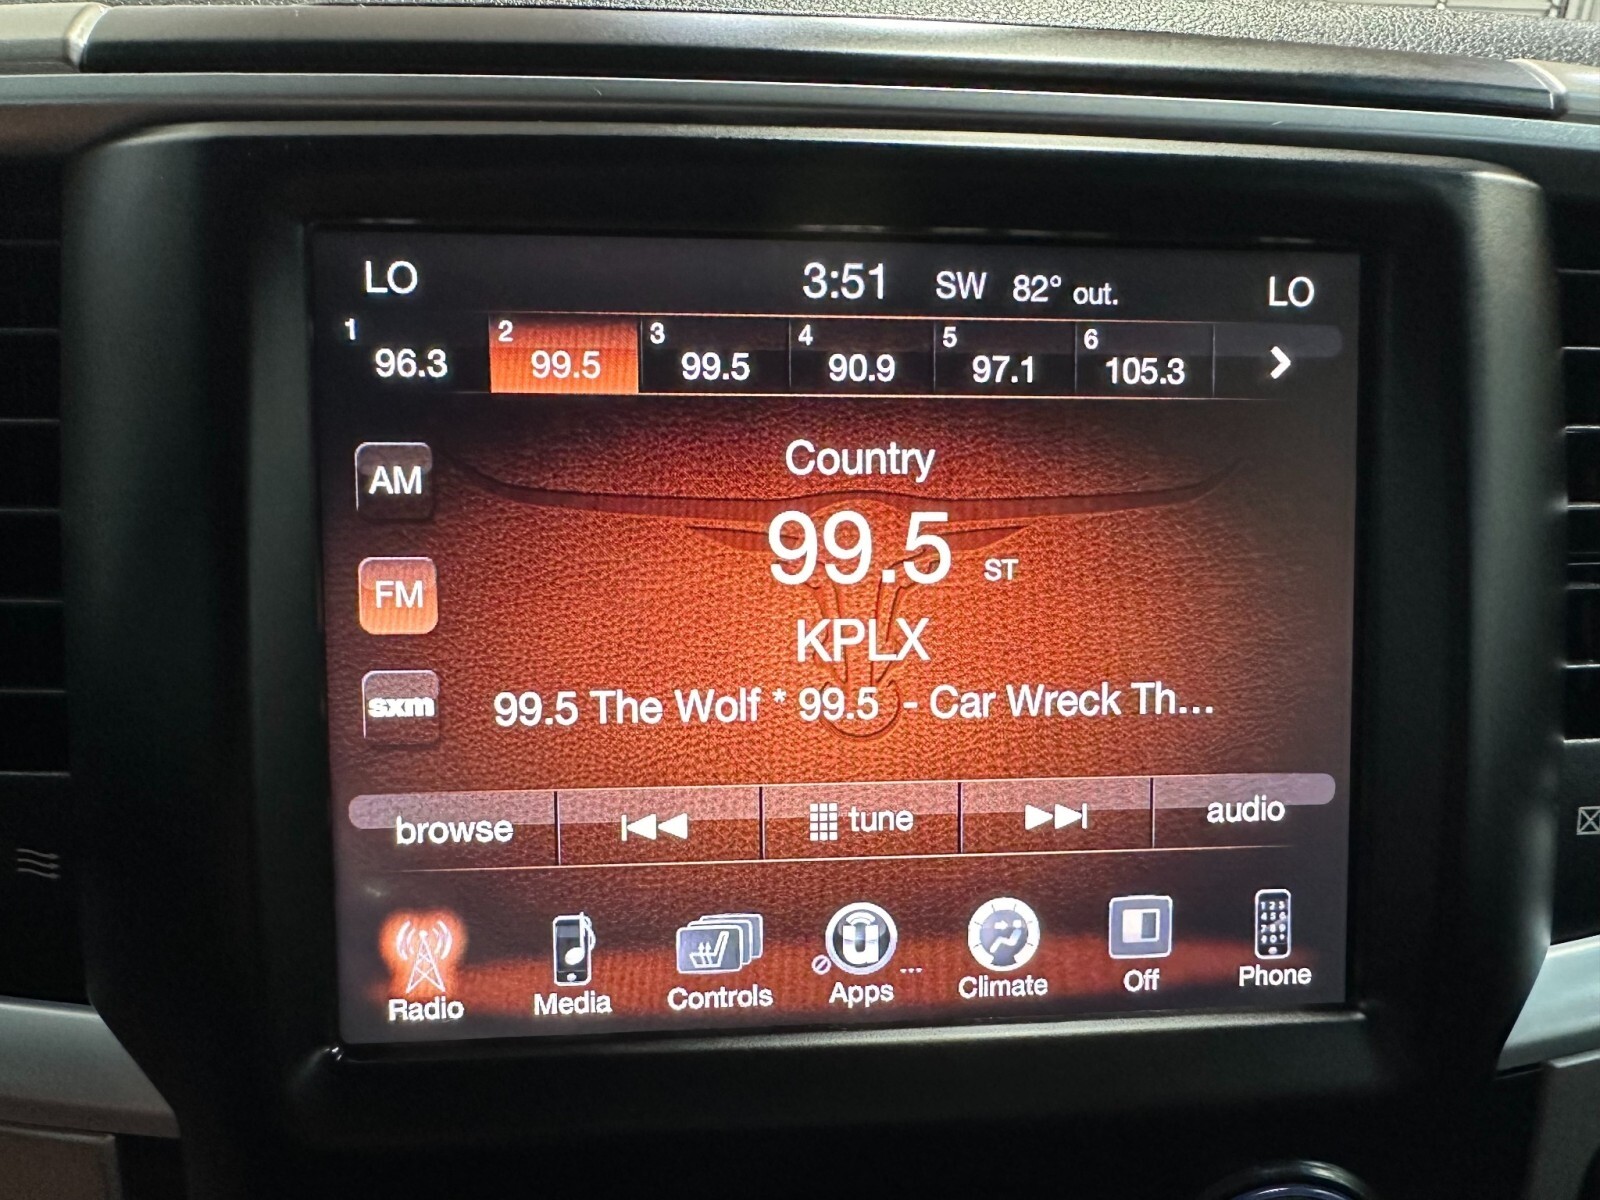 LO 3:51 SW 82° out. LO
1 96.3 2 99.5 3 99.5 4 90.9 5 97.1 6 105.3
AM
Country
99.5 ST
FM
KPLX
sxm
99.5 The Wolf * 99.5 - Car Wreck Th...
browse tune audio
Radio Media Controls Apps ... Climate Off Phone